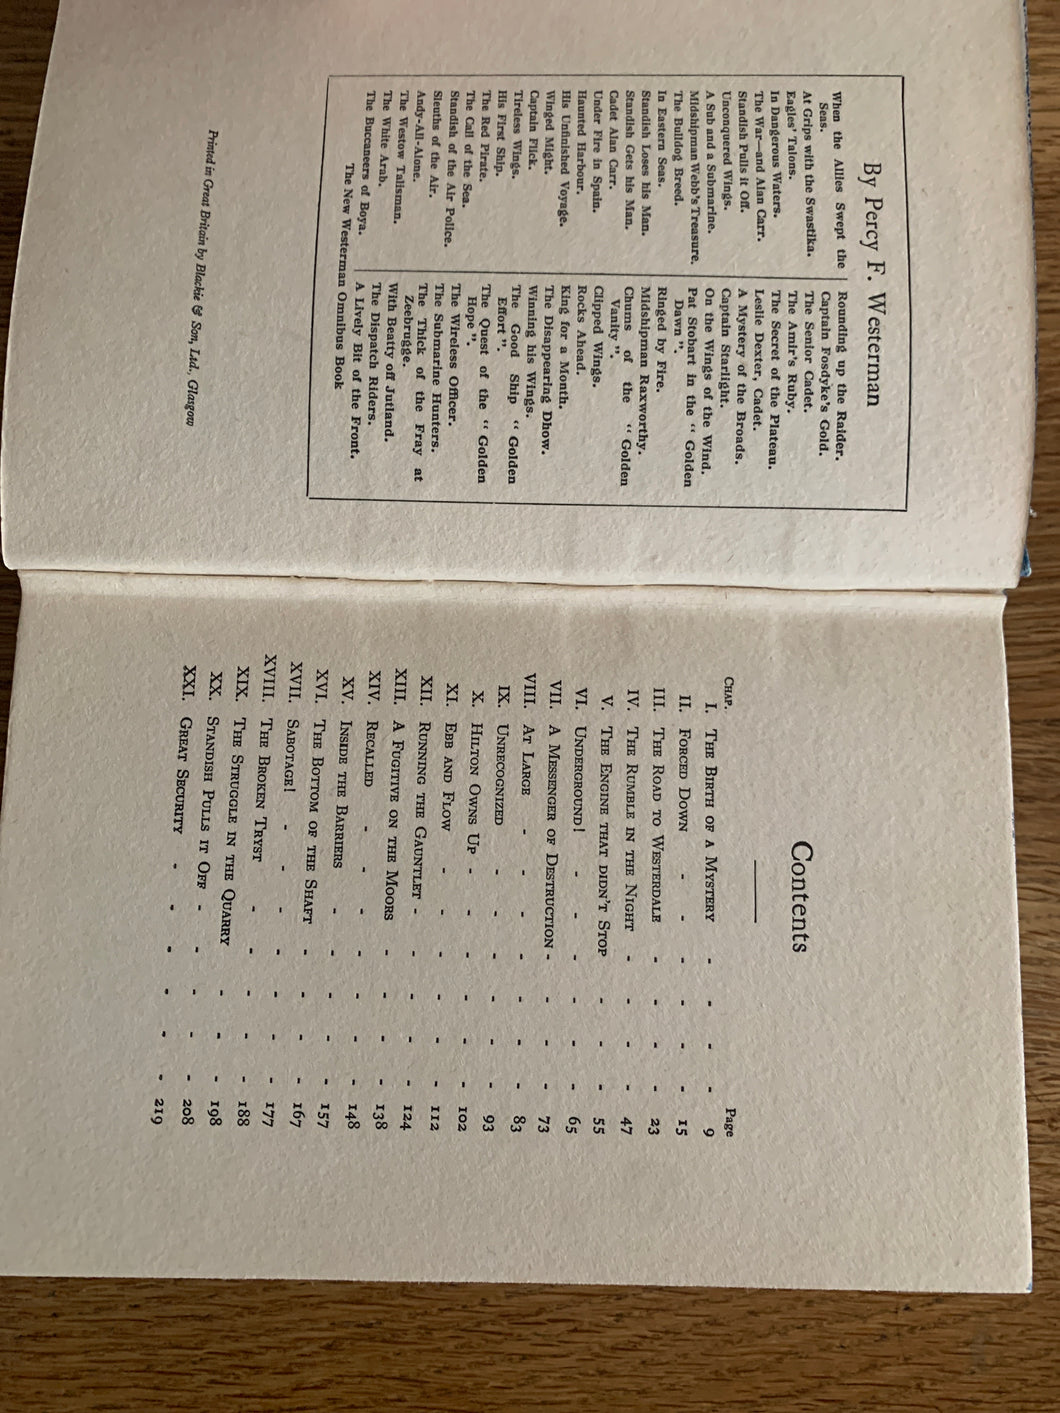 By Percy F. Westerman
When the Allies Swept the
Seas.
At Grips with the Swastika.
Eagles' Talons.
In Dangerous Waters.
The War—and Alan Carr.
Standish Pulls it Off.
Unconquered Wings.
A Sub and a Submarine.
Midshipman Webb's Treasure.
The Bulldog Breed.
In Eastern Seas.
Standish Loses his Man.
Standish Gets his Man.
Cadet Alan Carr.
Under Fire in Spain.
Haunted Harbour.
His Unfinished Voyage.
Winged Might.
Captain Flick.
Tireless Wings.
His First Ship.
The Red Pirate.
The Call of the Sea.
Standish of the Air Police.
Sleuths of the Air.
Andy-All-Alone.
The Westow Talisman.
The White Arab.
The Buccaneers of Boya.
Rounding up the Raider.
Captain Fosdyke's Gold.
The Senior Cadet.
The Amir's Ruby.
The Secret of the Plateau.
Leslie Dexter, Cadet.
A Mystery of the Broads.
Captain Starlight.
On the Wings of the Wind.
Pat Stobart in the “ Golden
Dawn ”.
Ringed by Fire.
Midshipman Raxworthy.
Chums of the “ Golden
Vanity ”.
Clipped Wings.
Rocks Ahead.
King for a Month.
The Disappearing Dhow.
Winning his Wings.
The Good Ship “ Golden
Effort ”.
The Quest of the “ Golden
Hope ”.
The Wireless Officer.
The Submarine Hunters.
The Thick of the Fray at
Zeebrugge.
With Beatty off Jutland.
The Dispatch Riders.
A Lively Bit of the Front.
The New Westerman Omnibus Book
Printed in Great Britain by Blackie & Son, Ltd., Glasgow
Contents
Chap. Page
I. The Birth of a Mystery - - - - 9
II. Forced Down - - - - - - 15
III. The Road to Westerdale - - - - 23
IV. The Rumble in the Night - - - - 47
V. The Engine that didn't Stop - - - 55
VI. Underground! - - - - - - 65
VII. A Messenger of Destruction - - - - 73
VIII. At Large - - - - - - - 83
IX. Unrecognized - - - - - - 93
X. Hilton Owns Up - - - - - - 102
XI. Ebb and Flow - - - - - - 112
XII. Running the Gauntlet - - - - - 124
XIII. A Fugitive on the Moors - - - - 138
XIV. Recalled - - - - - - - 148
XV. Inside the Barriers - - - - - 157
XVI. The Bottom of the Shaft - - - - 167
XVII. Sabotage! - - - - - - - 177
XVIII. The Broken Tryst - - - - - 188
XIX. The Struggle in the Quarry - - - - 198
XX. Standish Pulls it Off - - - - - 208
XXI. Great Security - - - - - - 219